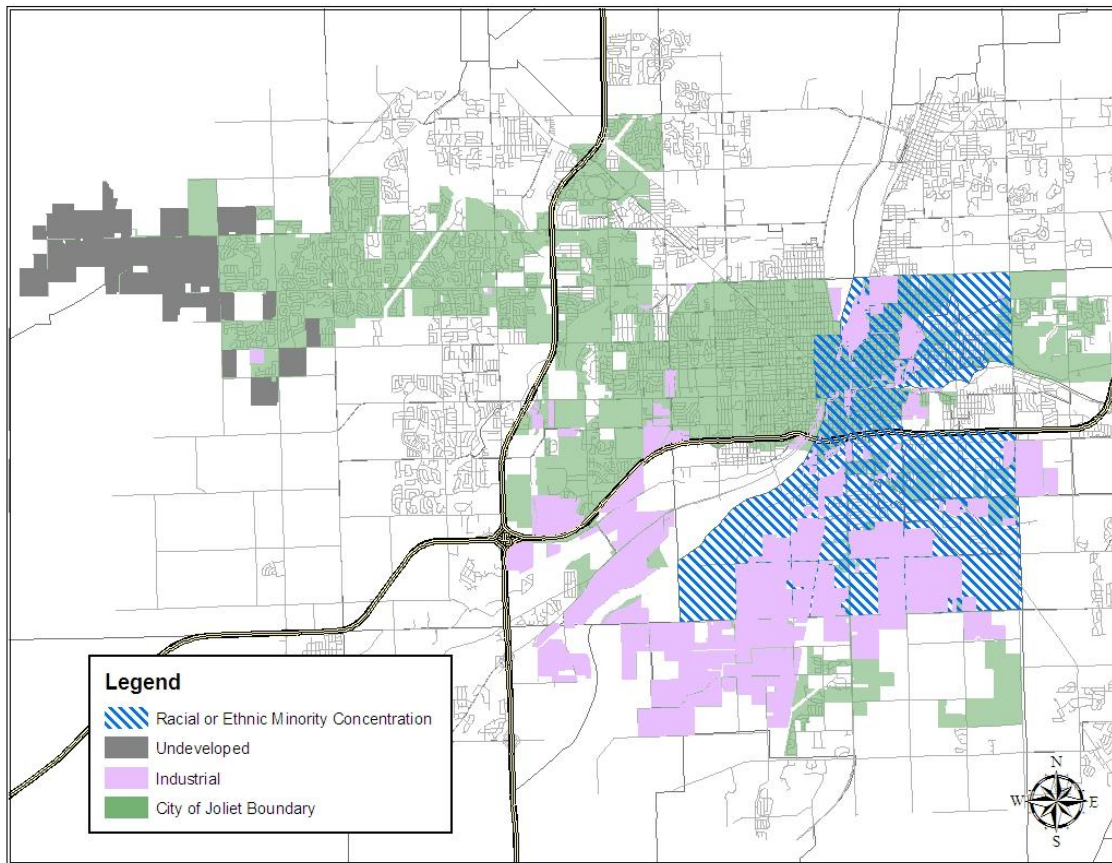 Legend
Racial or Ethnic Minority Concentration
Undeveloped
Industrial
City of Joliet Boundary
N
W
E
S